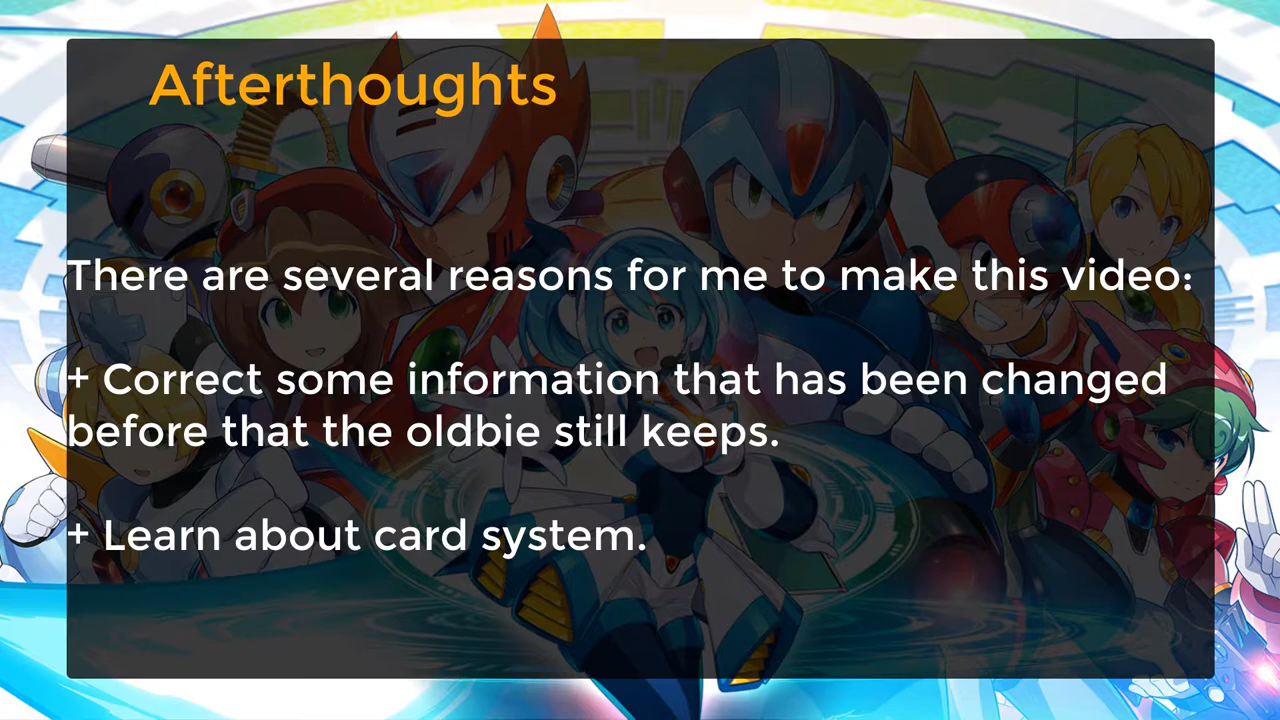 Afterthoughts
There are several reasons for me to make this video:
+ Correct some information that has been changed
before that the oldbie still keeps.
+ Learn about card system.